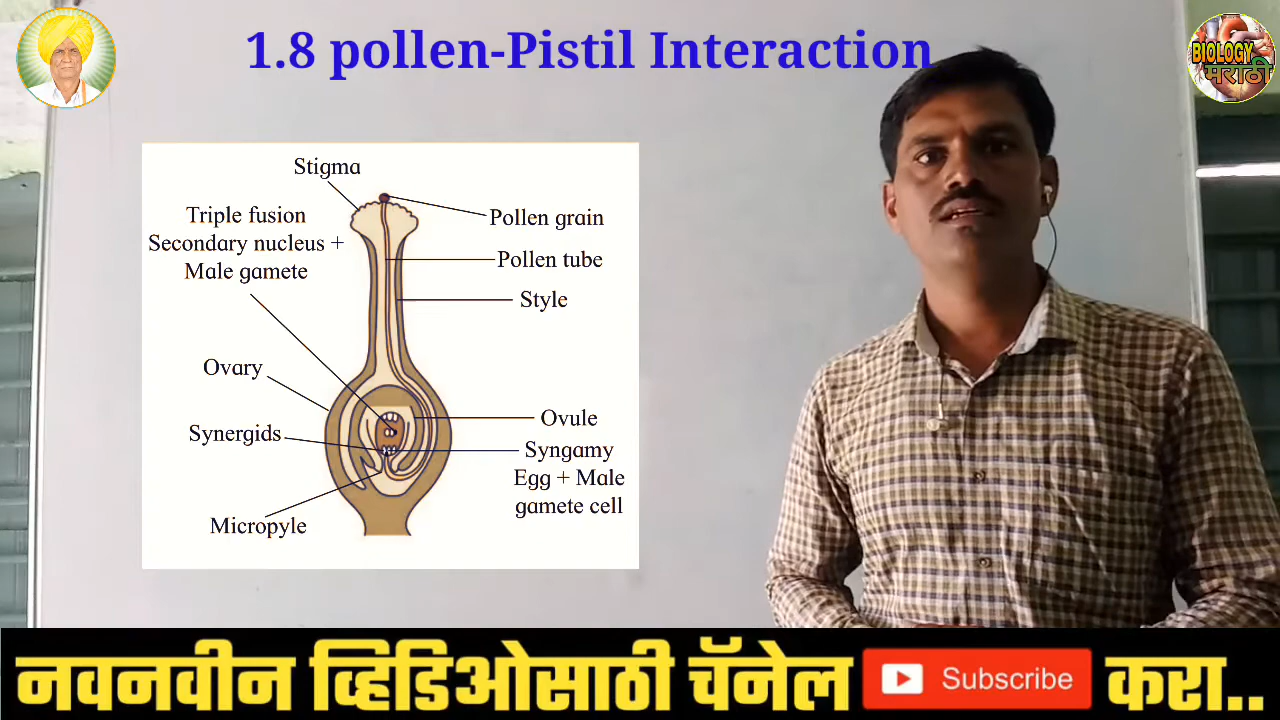 1.8 pollen-Pistil Interaction
BIOLOGY
मराठी
Stigma
Triple fusion
Secondary nucleus +
Male gamete
Pollen grain
Pollen tube
Style
Ovary
Synergids
Micropyle
Ovule
Syngamy
Egg + Male
gamete cell
नवनवीन व्हिडिओसाठी चॅनेल Subscribe करा..